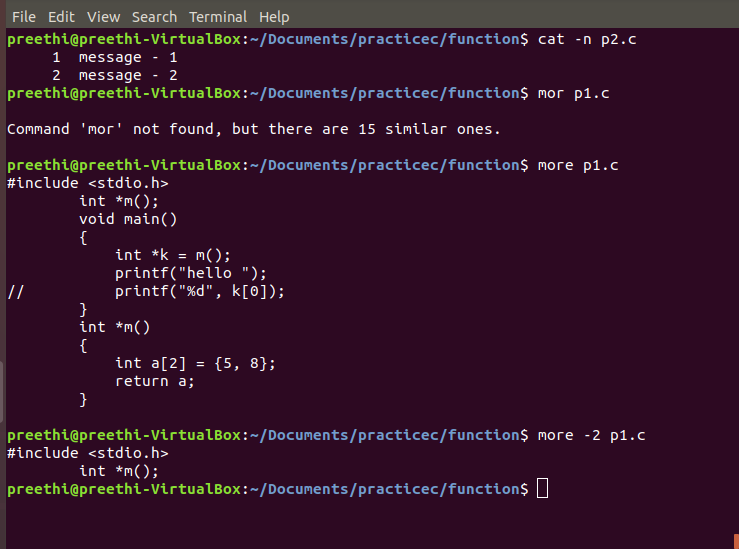 File Edit View Search Terminal Help
preethi@preethi-VirtualBox:~/Documents/practicec/function$ cat -n p2.c
     1  message - 1
     2  message - 2
preethi@preethi-VirtualBox:~/Documents/practicec/function$ mor p1.c

Command 'mor' not found, but there are 15 similar ones.

preethi@preethi-VirtualBox:~/Documents/practicec/function$ more p1.c
#include <stdio.h>
        int *m();
        void main()
        {
            int *k = m();
            printf("hello ");
//          printf("%d", k[0]);
        }
        int *m()
        {
            int a[2] = {5, 8};
            return a;
        }

preethi@preethi-VirtualBox:~/Documents/practicec/function$ more -2 p1.c
#include <stdio.h>
        int *m();
preethi@preethi-VirtualBox:~/Documents/practicec/function$